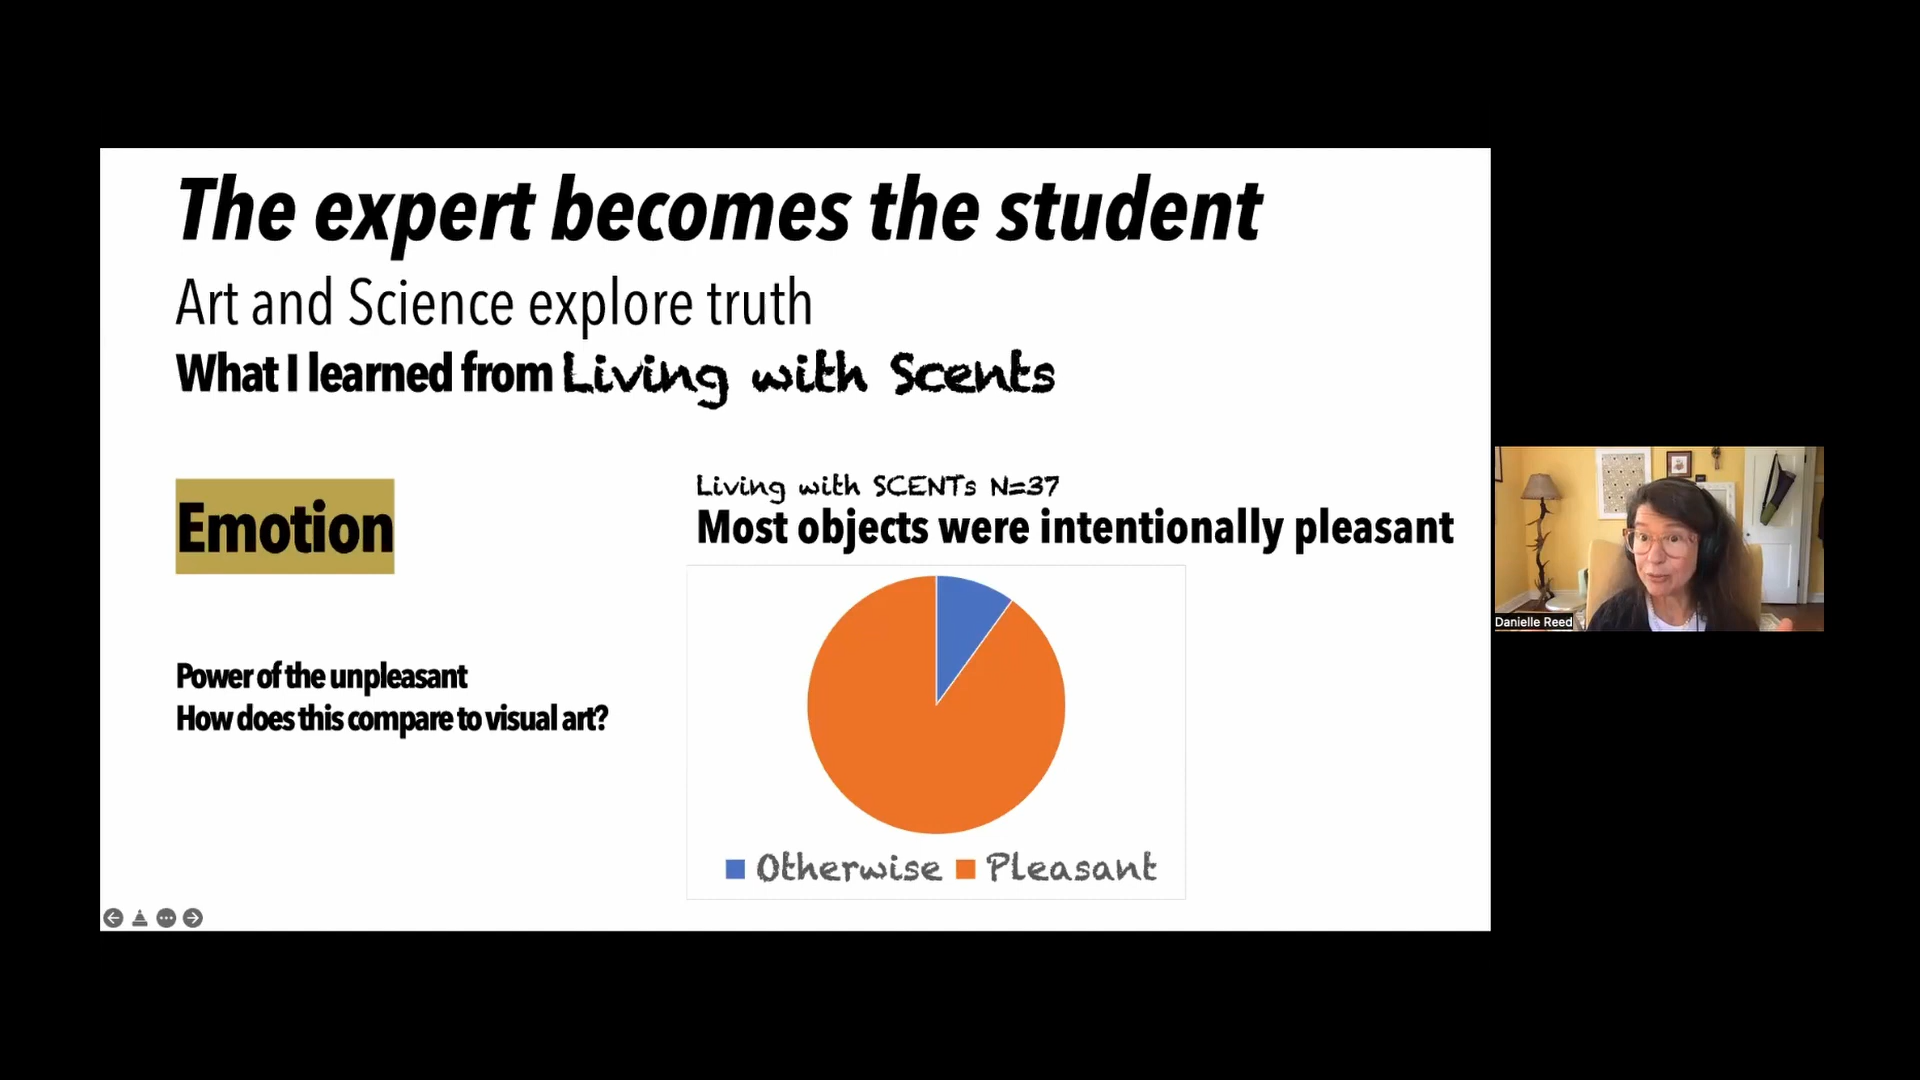 The expert becomes the student
Art and Science explore truth
What I learned from Living with Scents
Emotion
Power of the unpleasant
How does this compare to visual art?
Living with SCENTs N=37
Most objects were intentionally pleasant
Otherwise Pleasant
Danielle Reed